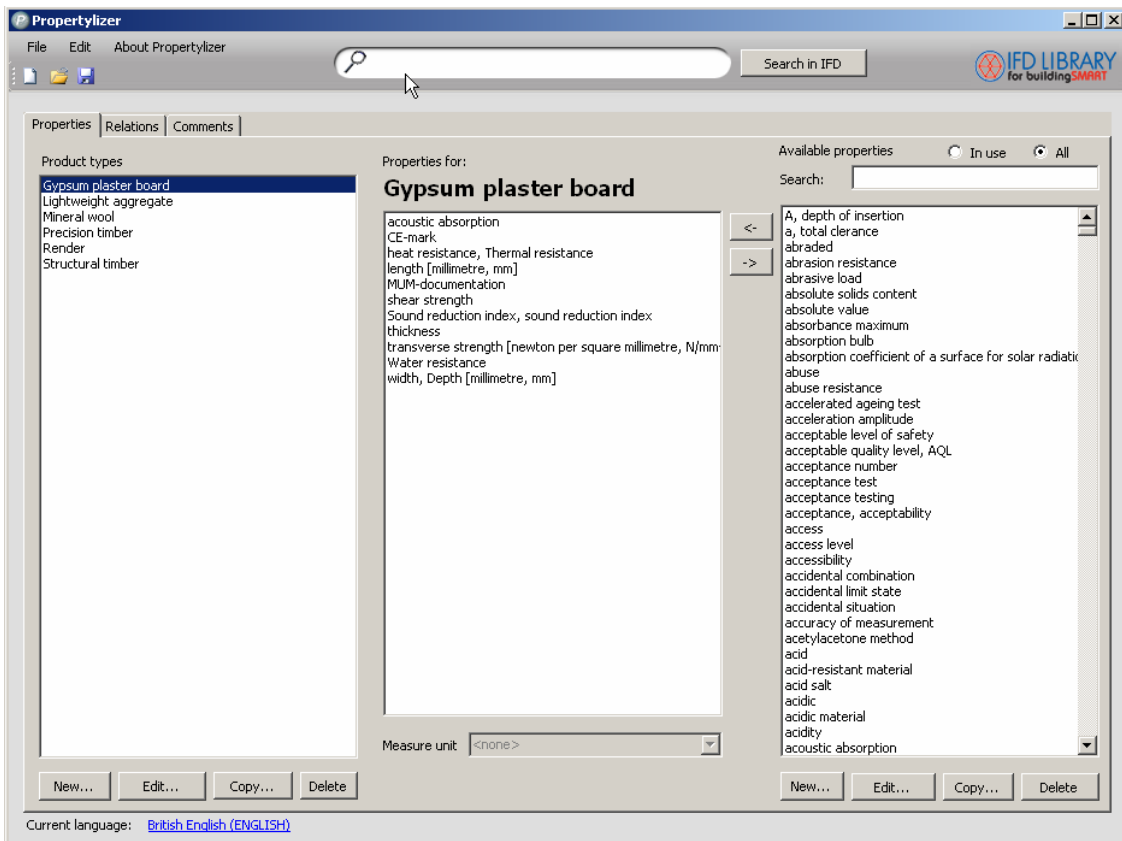 Propertylizer
File Edit About Propertylizer
Search in IFD
IFD LIBRARY
for buildingSMART
Properties Relations Comments
Product types
Gypsum plaster board
Lightweight aggregate
Mineral wool
Precision timber
Render
Structural timber
New... Edit... Copy... Delete
Properties for:
Gypsum plaster board
acoustic absorption
CE-mark
heat resistance, Thermal resistance
length [millimetre, mm]
MUM-documentation
shear strength
Sound reduction index, sound reduction index
thickness
transverse strength [newton per square millimetre, N/mm
Water resistance
width, Depth [millimetre, mm]
Measure unit <none>
<-
->
Available properties In use All
Search:
A, depth of insertion
a, total clerance
abraded
abrasion resistance
abrasive load
absolute solids content
absolute value
absorbance maximum
absorption bulb
absorption coefficient of a surface for solar radiatio
abuse
abuse resistance
accelerated ageing test
acceleration amplitude
acceptable level of safety
acceptable quality level, AQL
acceptance number
acceptance test
acceptance testing
acceptance, acceptability
access
access level
accessibility
accidental combination
accidental limit state
accidental situation
accuracy of measurement
acetylacetone method
acid
acid-resistant material
acid salt
acidic
acidic material
acidity
acoustic absorption
New... Edit... Copy... Delete
Current language: British English (ENGLISH)